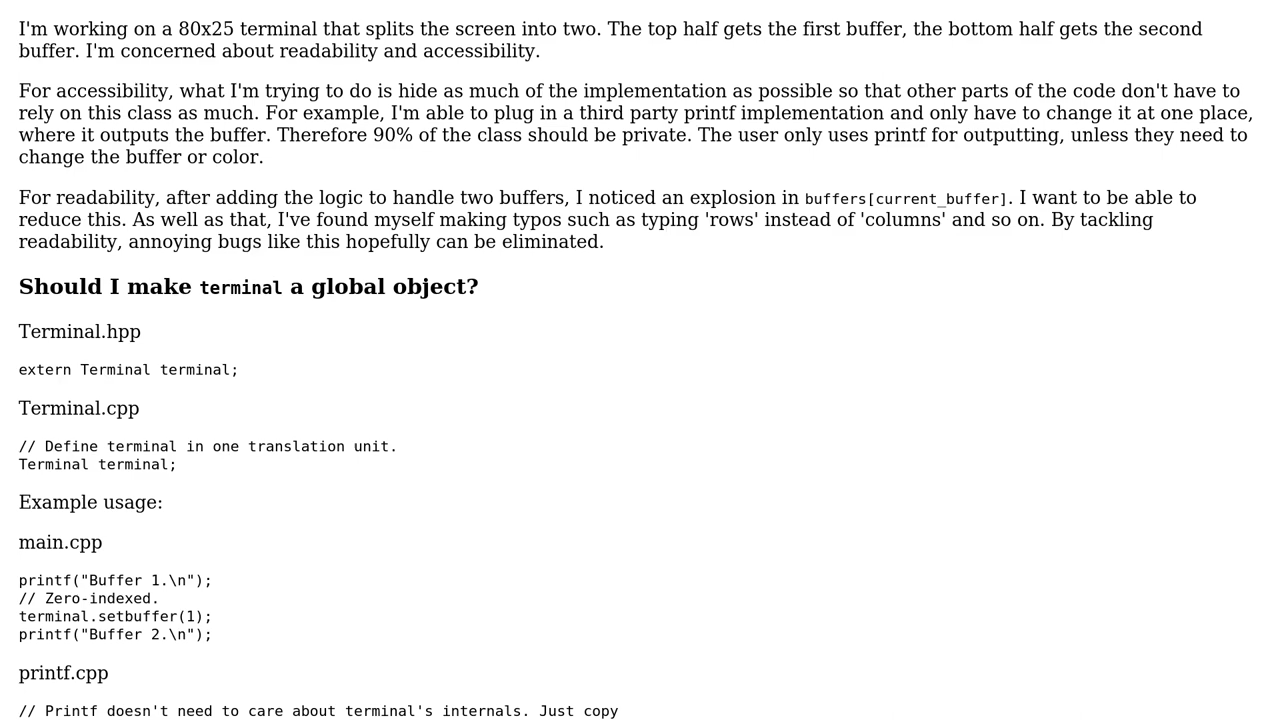 I'm working on a 80x25 terminal that splits the screen into two. The top half gets the first buffer, the bottom half gets the second
buffer. I'm concerned about readability and accessibility.
For accessibility, what I'm trying to do is hide as much of the implementation as possible so that other parts of the code don't have to
rely on this class as much. For example, I'm able to plug in a third party printf implementation and only have to change it at one place,
where it outputs the buffer. Therefore 90% of the class should be private. The user only uses printf for outputting, unless they need to
change the buffer or color.
For readability, after adding the logic to handle two buffers, I noticed an explosion in buffers[current_buffer]. I want to be able to
reduce this. As well as that, I've found myself making typos such as typing 'rows' instead of 'columns' and so on. By tackling
readability, annoying bugs like this hopefully can be eliminated.
Should I make terminal a global object?
Terminal.hpp
extern Terminal terminal;
Terminal.cpp
// Define terminal in one translation unit.
Terminal terminal;
Example usage:
main.cpp
printf("Buffer 1.\n");
// Zero-indexed.
terminal.setbuffer(1);
printf("Buffer 2.\n");
printf.cpp
// Printf doesn't need to care about terminal's internals. Just copy